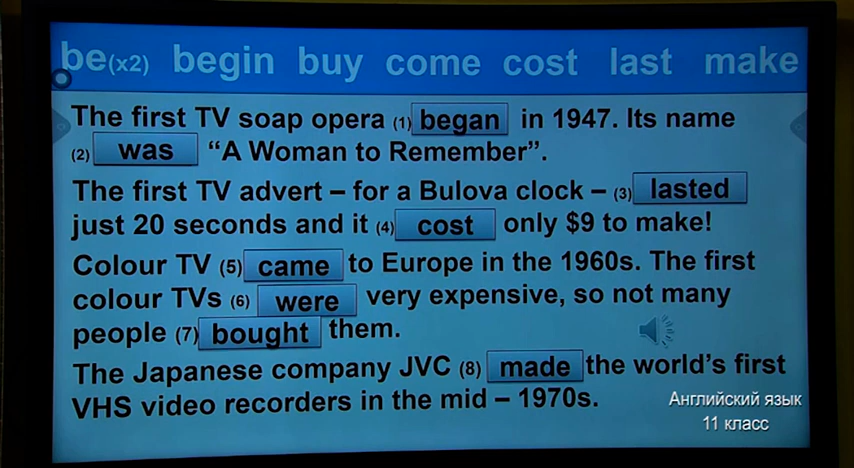 be(x2) begin buy come cost last make
The first TV soap opera (1) began in 1947. Its name
(2) was “A Woman to Remember”.
The first TV advert – for a Bulova clock – (3) lasted
just 20 seconds and it (4) cost only $9 to make!
Colour TV (5) came to Europe in the 1960s. The first
colour TVs (6) were very expensive, so not many
people (7) bought them.
The Japanese company JVC (8) made the world’s first
VHS video recorders in the mid – 1970s.
Английский язык
11 класс